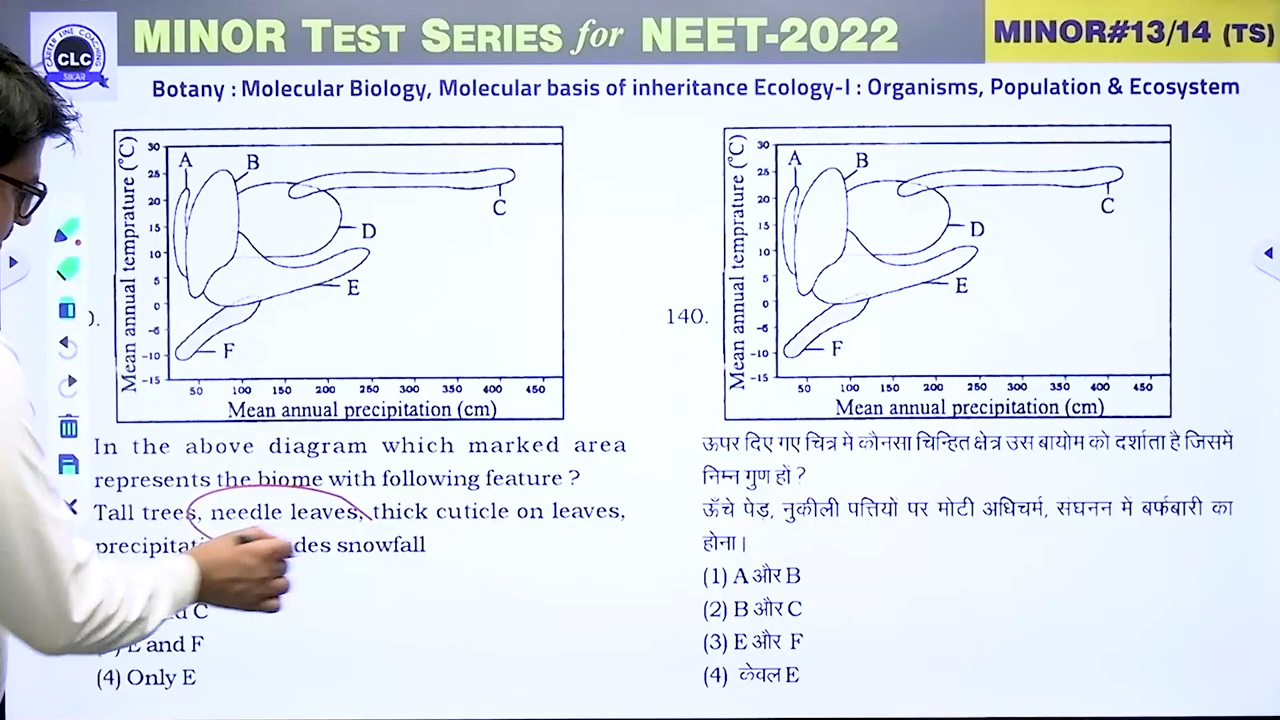 CAREER LINE COACHING
CLC
SIKAR
MINOR TEST SERIES for NEET-2022
MINOR#13/14 (TS)
Botany : Molecular Biology, Molecular basis of inheritance Ecology-I : Organisms, Population & Ecosystem
Mean annual temprature (°C)
30
25
20
15
10
5
0
-5
-10
-15
A
B
C
D
E
F
50 100 150 200 250 300 350 400 450
Mean annual precipitation (cm)
In the above diagram which marked area
represents the biome with following feature ?
Tall trees, needle leaves, thick cuticle on leaves,
snowfall
C
E and F
(4) Only E
140.
Mean annual temprature (°C)
30
25
20
15
10
5
0
-5
-10
-15
A
B
C
D
E
F
50 100 150 200 250 300 350 400 450
Mean annual precipitation (cm)
ऊपर दिए गए चित्र में कौनसा चिन्हित क्षेत्र उस बायोम को दर्शाता है जिसमें
निम्न गुण हों ?
ऊँचे पेड़, नुकीली पत्तियों पर मोटी अधिचर्म, संघनन में बर्फबारी का
होना।
(1) A और B
(2) B और C
(3) E और F
(4) केवल E